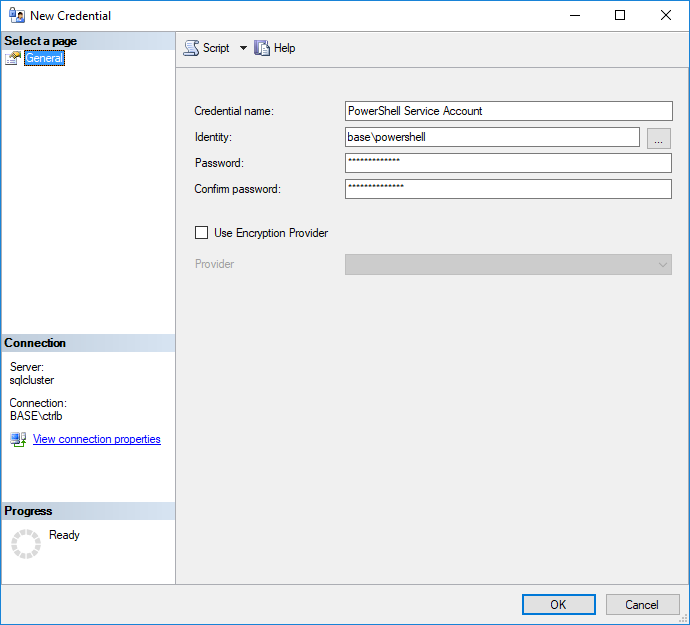 New Credential
Select a page
General
Script
Help
Credential name:
PowerShell Service Account
Identity:
base\powershell
...
Password:
*************
Confirm password:
**************
Use Encryption Provider
Provider
Connection
Server:
sqlcluster
Connection:
BASE\ctrlb
View connection properties
Progress
Ready
OK
Cancel